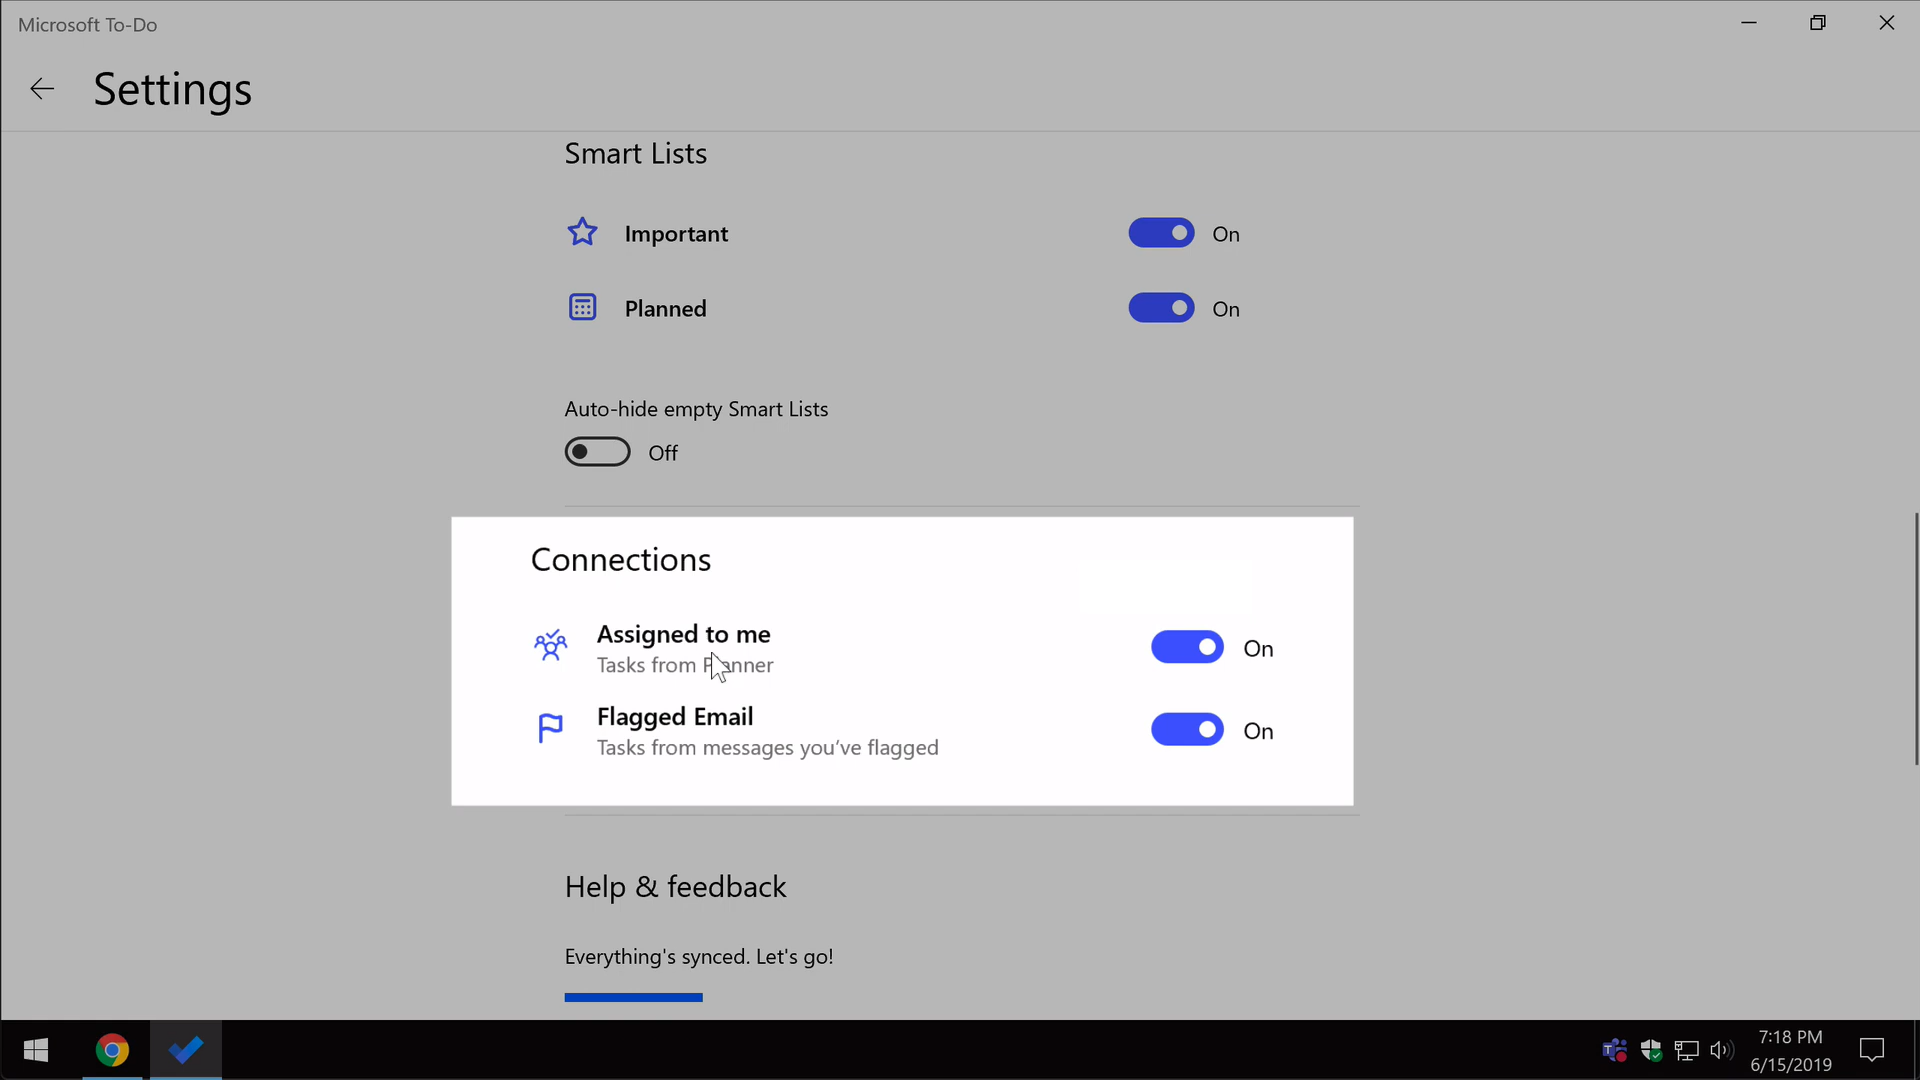 Microsoft To-Do
Settings
Smart Lists
Important On
Planned On
Auto-hide empty Smart Lists
Off
Connections
Assigned to me
Tasks from Planner
On
Flagged Email
Tasks from messages you've flagged
On
Help & feedback
Everything's synced. Let's go!
7:18 PM
6/15/2019